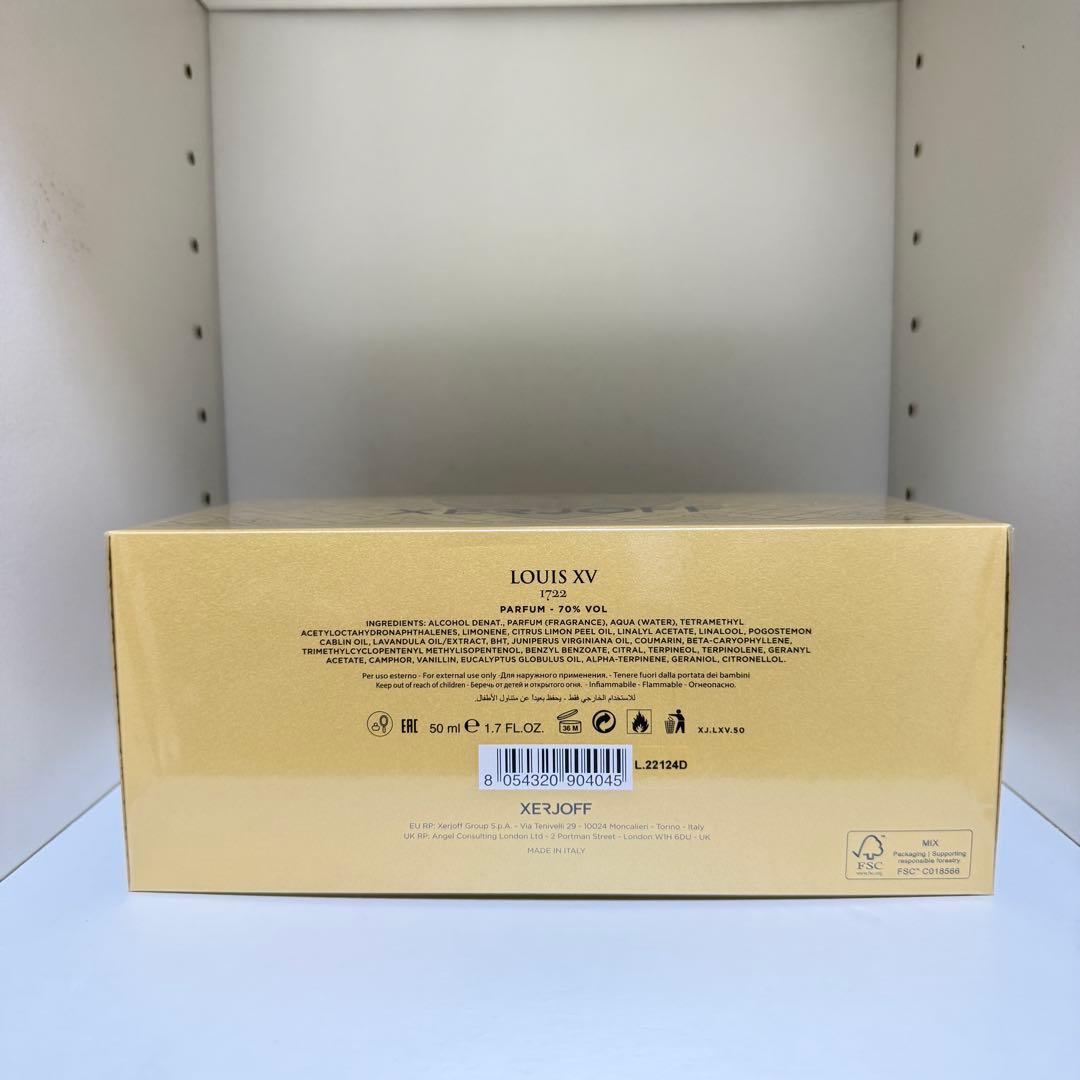 XERJOFF
LOUIS XV
1722
PARFUM - 70% VOL
INGREDIENTS: ALCOHOL DENAT., PARFUM (FRAGRANCE), AQUA (WATER), TETRAMETHYL
ACETYLOCTAHYDRONAPHTHALENES, LIMONENE, CITRUS LIMON PEEL OIL, LINALYL ACETATE, LINALOOL, POGOSTEMON
CABLIN OIL, LAVANDULA OIL/EXTRACT, BHT, JUNIPERUS VIRGINIANA OIL, COUMARIN, BETA-CARYOPHYLLENE,
TRIMETHYLCYCLOPENTENYL METHYLISOPENTENOL, BENZYL BENZOATE, CITRAL, TERPINEOL, TERPINOLENE, GERANYL
ACETATE, CAMPHOR, VANILLIN, EUCALYPTUS GLOBULUS OIL, ALPHA-TERPINENE, GERANIOL, CITRONELLOL.
Per uso esterno - For external use only -Для наружного применения. - Tenere fuori dalla portata dei bambini
Keep out of reach of children - Беречь от детей и открытого огня. - Infiammabile - Flammable - Огнеопасно.
للاستخدام الخارجي فقط - يحفظ بعيداً عن متناول الأطفال.
EAC 50 ml e 1.7 FL.OZ. 36 M XJ.LXV.50
8 054320 904045 L.22124D
XERJOFF
EU RP: Xerjoff Group S.p.A. - Via Tenivelli 29 - 10024 Moncalieri - Torino - Italy
UK RP: Angel Consulting London Ltd - 2 Portman Street - London W1H 6DU - UK
MADE IN ITALY
FSC
www.fsc.org
MIX
Packaging | Supporting
responsible forestry
FSC™ C018566